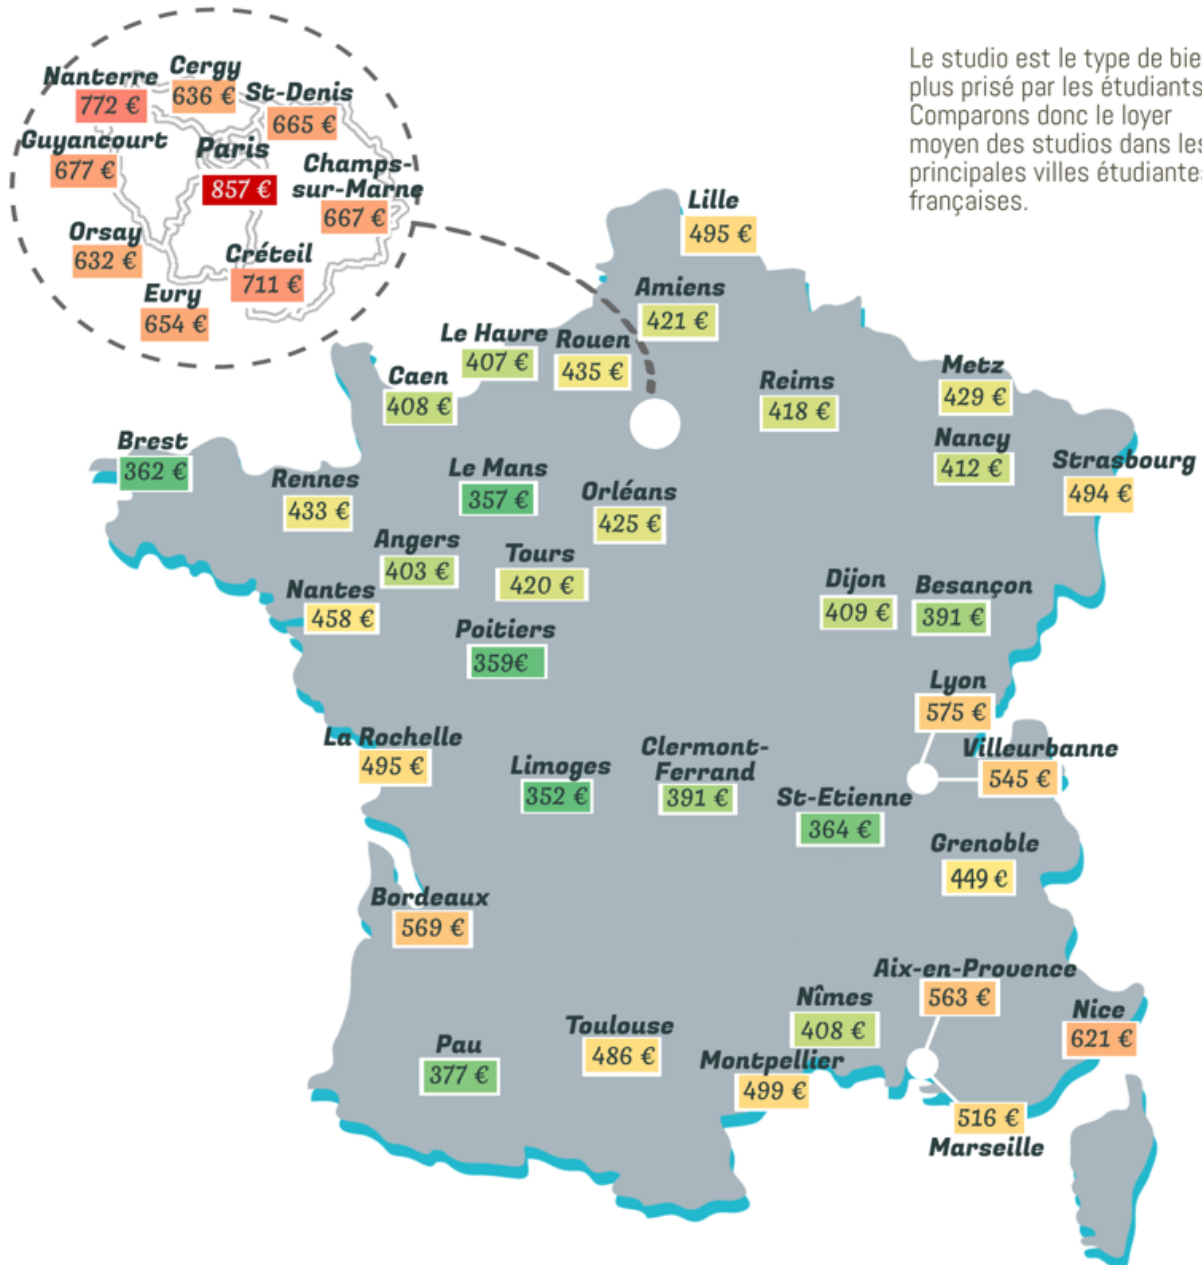 Le studio est le type de bie
plus prisé par les étudiants
Comparons donc le loyer
moyen des studios dans les
principales villes étudiantes
françaises.
Nanterre
772 €
Cergy
636 €
St-Denis
665 €
Guyancourt
677 €
Paris
857 €
Champs-
sur-Marne
667 €
Orsay
632 €
Créteil
711 €
Evry
654 €
Lille
495 €
Amiens
421 €
Le Havre
407 €
Rouen
435 €
Caen
408 €
Reims
418 €
Metz
429 €
Nancy
412 €
Strasbourg
494 €
Brest
362 €
Rennes
433 €
Le Mans
357 €
Orléans
425 €
Angers
403 €
Tours
420 €
Nantes
458 €
Dijon
409 €
Besançon
391 €
Poitiers
359€
Lyon
575 €
Villeurbanne
545 €
La Rochelle
495 €
Limoges
352 €
Clermont-
Ferrand
391 €
St-Etienne
364 €
Grenoble
449 €
Bordeaux
569 €
Aix-en-Provence
563 €
Nîmes
408 €
Nice
621 €
Toulouse
486 €
Pau
377 €
Montpellier
499 €
516 €
Marseille